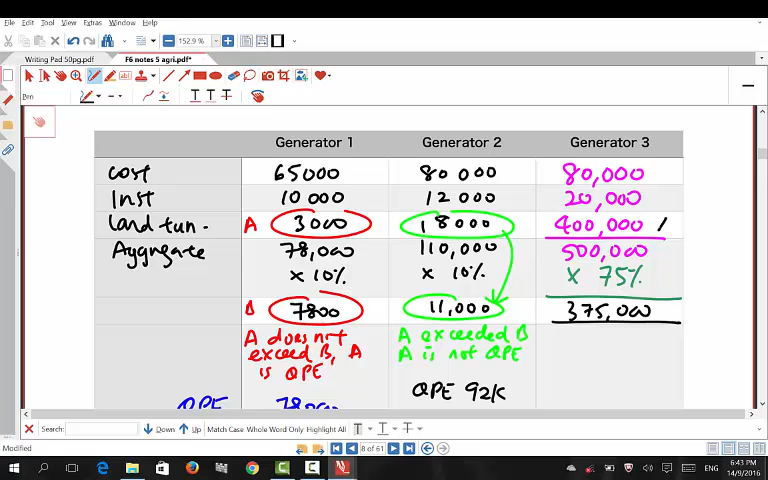 File Edit Tool View Extras Window Help
152.9%
Writing Pad 50pg.pdf F6 notes 5 agri.pdf*
Pen
Generator 1 Generator 2 Generator 3
Cost 65000 80 000 80,000
Inst 10 000 12 000 20,000
Land tun. A 3000 18000 400,000 /
Aggregate 78,000 110,000 500,000
x 10% x 10% x 75%
B 7800 11,000 375,000
A does not A exceeded B
exceed B, A A is not QPE
is QPE
QPE 92K
QPE 78000
Search: Down Up Match Case Whole Word Only Highlight All T T T
Modified 8 of 61
ENG 6:43 PM
14/9/2016